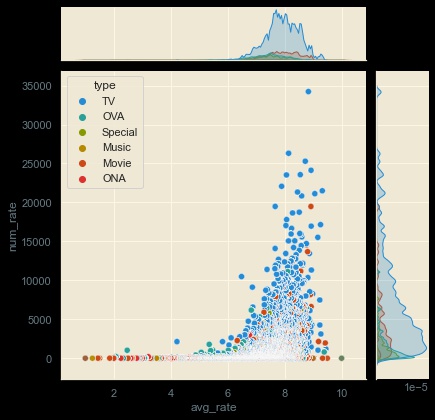 type
TV
OVA
Special
Music
Movie
ONA
35000
30000
25000
20000
15000
10000
5000
0
num_rate
2 4 6 8 10
avg_rate
1e-5